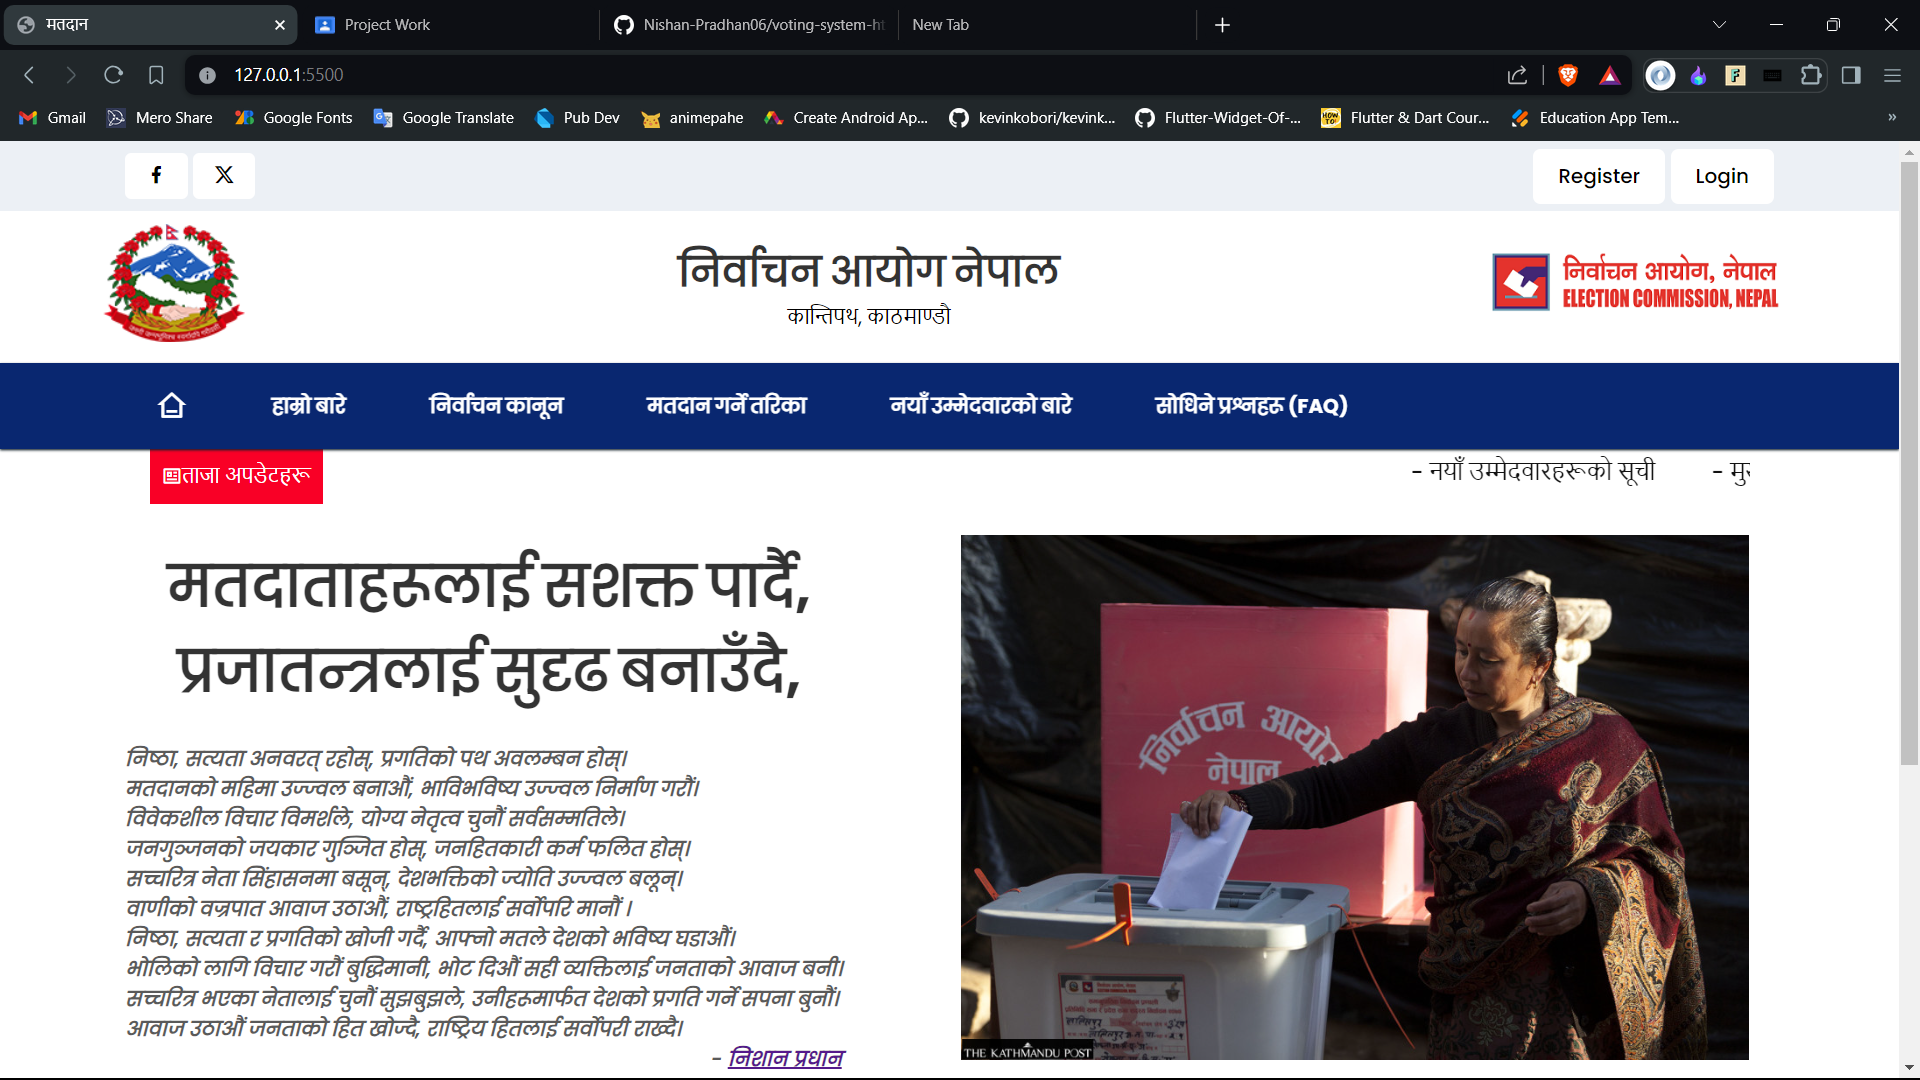 मतदान
Project Work
Nishan-Pradhan06/voting-system-ht
New Tab
127.0.0.1:5500
Gmail
Mero Share
Google Fonts
Google Translate
Pub Dev
animepahe
Create Android Ap...
kevinkobori/kevink...
Flutter-Widget-Of-...
Flutter & Dart Cour...
Education App Tem...
Register
Login
निर्वाचन आयोग नेपाल
कान्तिपथ, काठमाण्डौ
निर्वाचन आयोग, नेपाल
ELECTION COMMISSION, NEPAL
हाम्रो बारे
निर्वाचन कानून
मतदान गर्ने तरिका
नयाँ उम्मेदवारको बारे
सोधिने प्रश्नहरू (FAQ)
ताजा अपडेटहरू
- नयाँ उम्मेदवारहरूको सूची
मतदाताहरूलाई सशक्त पार्दै,
प्रजातन्त्रलाई सुदृढ बनाउँदै,
निष्ठा, सत्यता अनवरत् रहोस्, प्रगतिको पथ अवलम्बन होस्।
मतदानको महिमा उज्ज्वल बनाऔं, भाविभविष्य उज्ज्वल निर्माण गरौं।
विवेकशील विचार विमर्शले, योग्य नेतृत्व चुनौं सर्वसम्मतिले।
जनगुञ्जनको जयकार गुञ्जित होस्, जनहितकारी कर्म फलित होस्।
सच्चरित्र नेता सिंहासनमा बसून्, देशभक्तिको ज्योति उज्ज्वल बलून्।
वाणीको वज्रपात आवाज उठाऔं, राष्ट्रहितलाई सर्वोपरि मानौं ।
निष्ठा, सत्यता र प्रगतिको खोजी गर्दै, आफ्नो मतले देशको भविष्य घडाऔं।
भोलिको लागि विचार गरौं बुद्धिमानी, भोट दिऔं सही व्यक्तिलाई जनताको आवाज बनी।
सच्चरित्र भएका नेतालाई चुनौं सुझबुझले, उनीहरूमार्फत देशको प्रगति गर्ने सपना बुनौं।
आवाज उठाऔं जनताको हित खोज्दै, राष्ट्रिय हितलाई सर्वोपरी राख्दै।
- निशान प्रधान
निर्वाचन आयोग
नेपाल
THE KATHMANDU POST